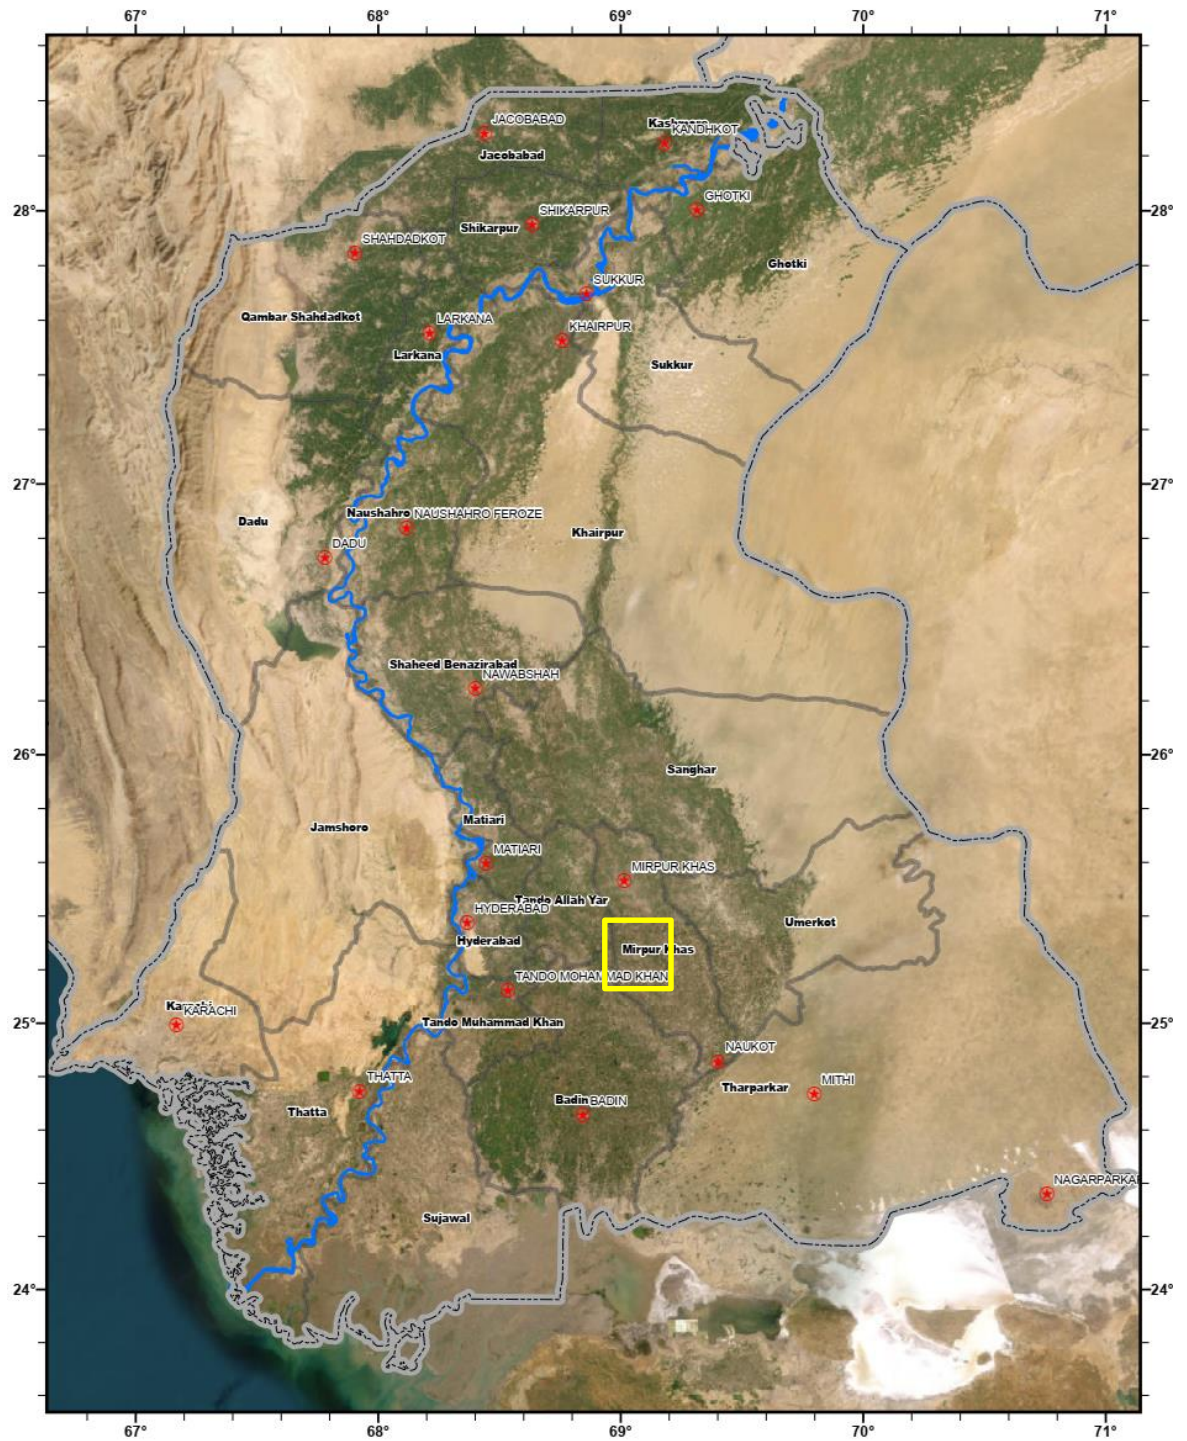 67°
68°
69°
70°
71°
JACOBABAD
Jacobabad
KANDHKOT
GHOTKI
28°
28°
SHIKARPUR
Shikarpur
SHAHDADKOT
Ghotki
SUKKUR
Qambar Shahdadkot
LARKANA
KHAIRPUR
Larkana
Sukkur
27°
27°
Naushahro
NAUSHAHRO FEROZE
Dadu
Khairpur
DADU
Shaheed Benazirabad
NAWABSHAH
26°
26°
Sanghar
Matiari
Jamshoro
MATIARI
MIRPUR KHAS
Tando Allah Yar
HYDERABAD
Umerkot
Hyderabad
Mirpur Khas
TANDO MOHAMMAD KHAN
KARACHI
25°
25°
Tando Muhammad Khan
NAUKOT
THATTA
Tharparkar
MITHI
Badin
BADIN
Thatta
NAGARPARKA
Sujawal
24°
24°
67°
68°
69°
70°
71°